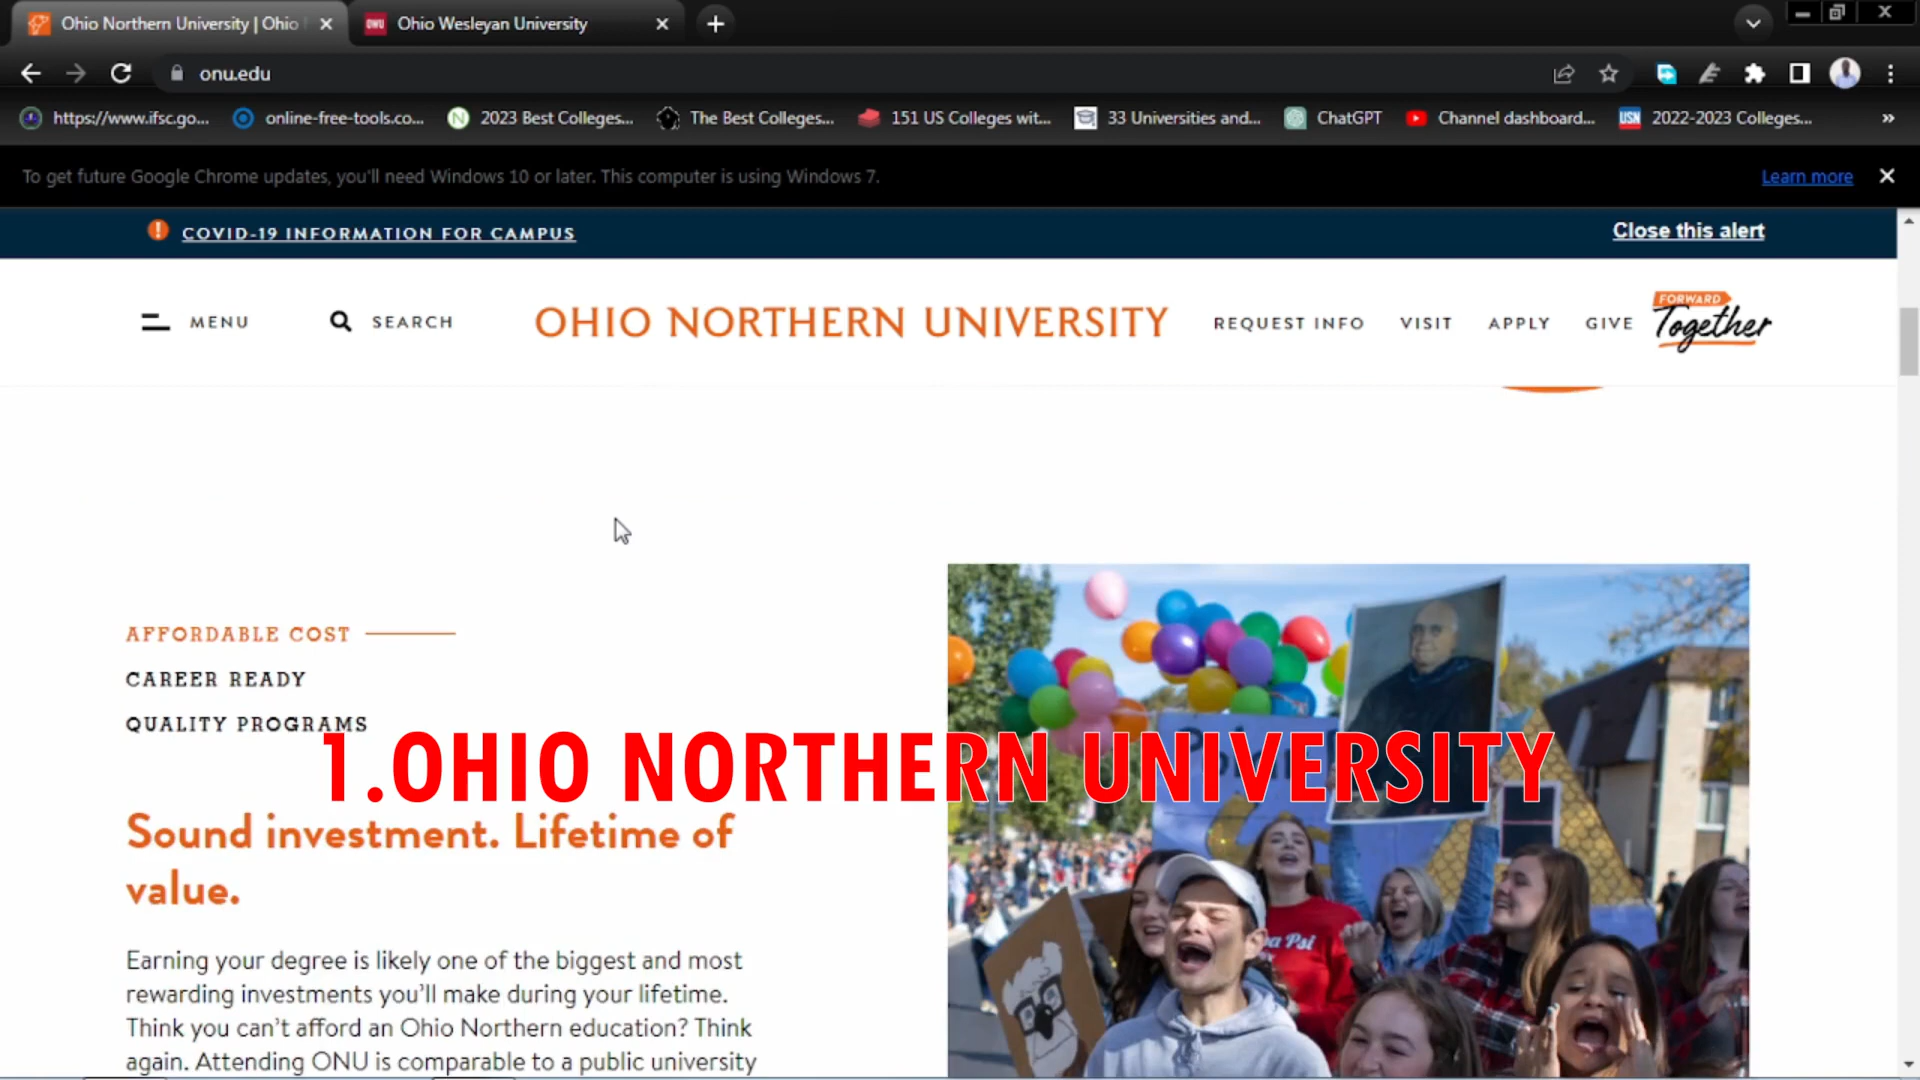 Ohio Northern University | Ohio
OWU Ohio Wesleyan University
onu.edu
https://www.ifsc.go...
online-free-tools.co...
2023 Best Colleges...
The Best Colleges...
151 US Colleges wit...
33 Universities and...
ChatGPT
Channel dashboard...
USN 2022-2023 Colleges...
To get future Google Chrome updates, you'll need Windows 10 or later. This computer is using Windows 7.
Learn more
COVID-19 INFORMATION FOR CAMPUS
Close this alert
MENU
SEARCH
OHIO NORTHERN UNIVERSITY
REQUEST INFO
VISIT
APPLY
GIVE
FORWARD
Together
AFFORDABLE COST
CAREER READY
QUALITY PROGRAMS
1.OHIO NORTHERN UNIVERSITY
Sound investment. Lifetime of
value.
Earning your degree is likely one of the biggest and most
rewarding investments you'll make during your lifetime.
Think you can't afford an Ohio Northern education? Think
again. Attending ONU is comparable to a public university
Psi